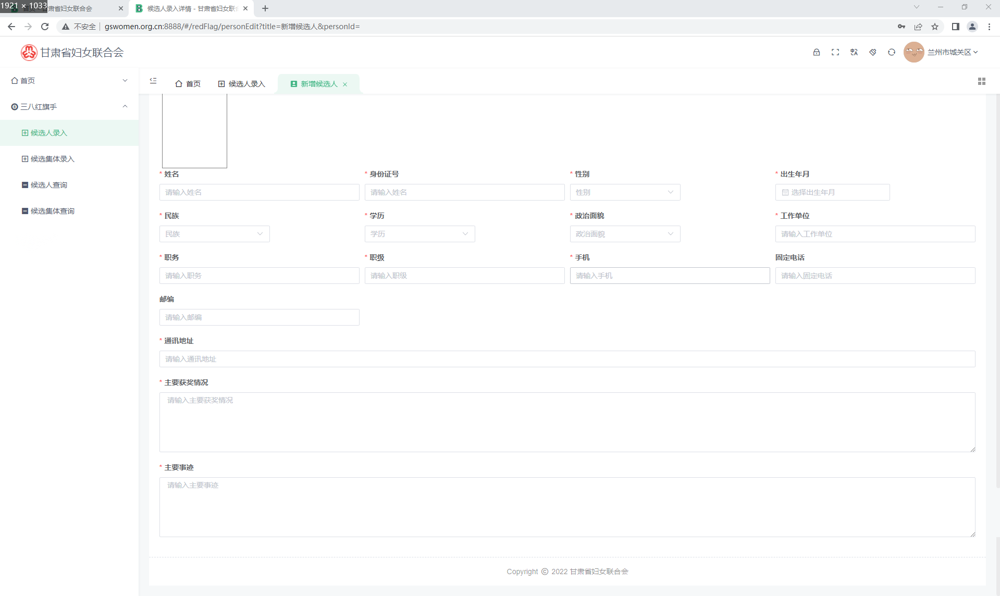 1921 × 1033
肃省妇女联合会
候选人录入详情 - 甘肃省妇女联合
不安全
gswomen.org.cn:8888/#/redFlag/personEdit?title=新增候选人&personId=
甘肃省妇女联合会
兰州市城关区
首页
三八红旗手
候选人录入
候选集体录入
候选人查询
候选集体查询
首页
候选人录入
新增候选人
* 姓名
* 身份证号
* 性别
* 出生年月
请输入姓名
请输入姓名
性别
选择出生年月
* 民族
* 学历
* 政治面貌
* 工作单位
民族
学历
政治面貌
请输入工作单位
* 职务
* 职级
* 手机
固定电话
请输入职务
请输入职级
请输入手机
请输入固定电话
邮编
请输入邮编
* 通讯地址
请输入通讯地址
* 主要获奖情况
请输入主要获奖情况
* 主要事迹
请输入主要事迹
Copyright © 2022 甘肃省妇女联合会